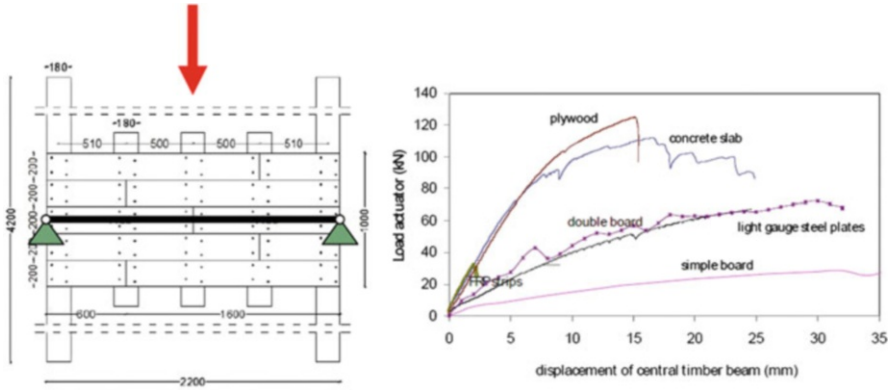 -180-
-180-
510 500 500 510
-200-
-200-
-200-
-200-
4200
1000
600 1600
2200
140
120
100
80
60
40
20
0
0 5 10 15 20 25 30 35
Load actuator (kN)
displacement of central timber beam (mm)
plywood
concrete slab
double board
light gauge steel plates
simple board
FRP strips